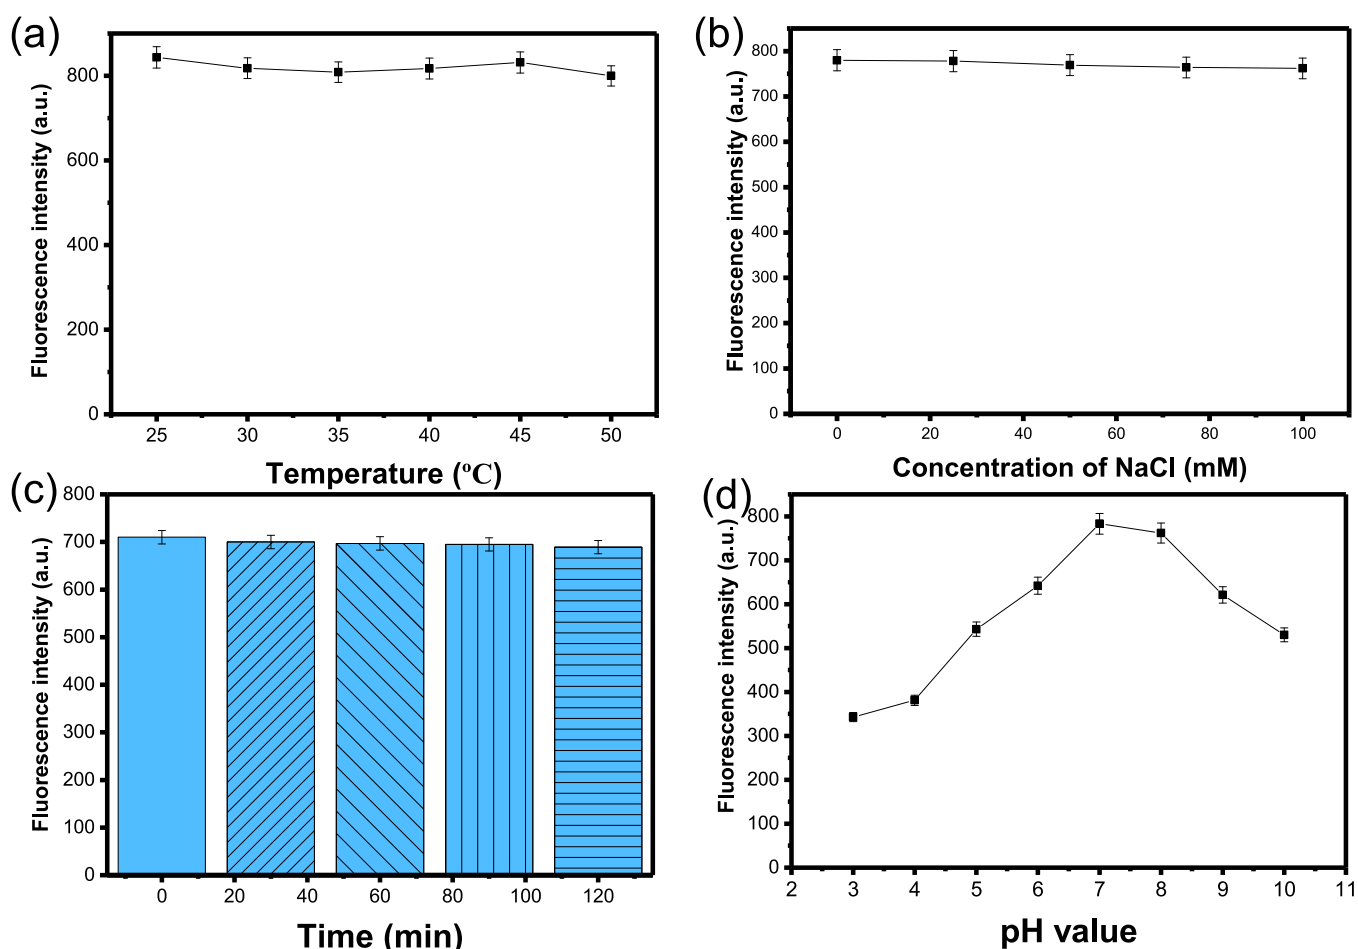 (a)
Fluorescence intensity (a.u.)
800
600
400
200
0
25 30 35 40 45 50
Temperature (°C)
(b)
Fluorescence intensity (a.u.)
800
700
600
500
400
300
200
100
0
0 20 40 60 80 100
Concentration of NaCl (mM)
(c)
Fluorescence intensity (a.u.)
800
700
600
500
400
300
200
100
0
0 20 40 60 80 100 120
Time (min)
(d)
Fluorescence intensity (a.u.)
800
700
600
500
400
300
200
100
0
2 3 4 5 6 7 8 9 10 11
pH value